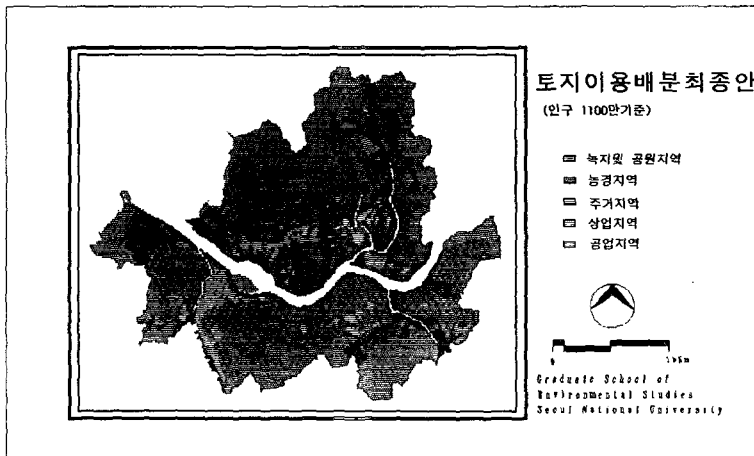 토지이용배분최종안
(인구 1100만기준)
녹지및 공원지역
농경지역
주거지역
상업지역
공업지역
0
Graduate School of
Environmental Studies
Seoul National University